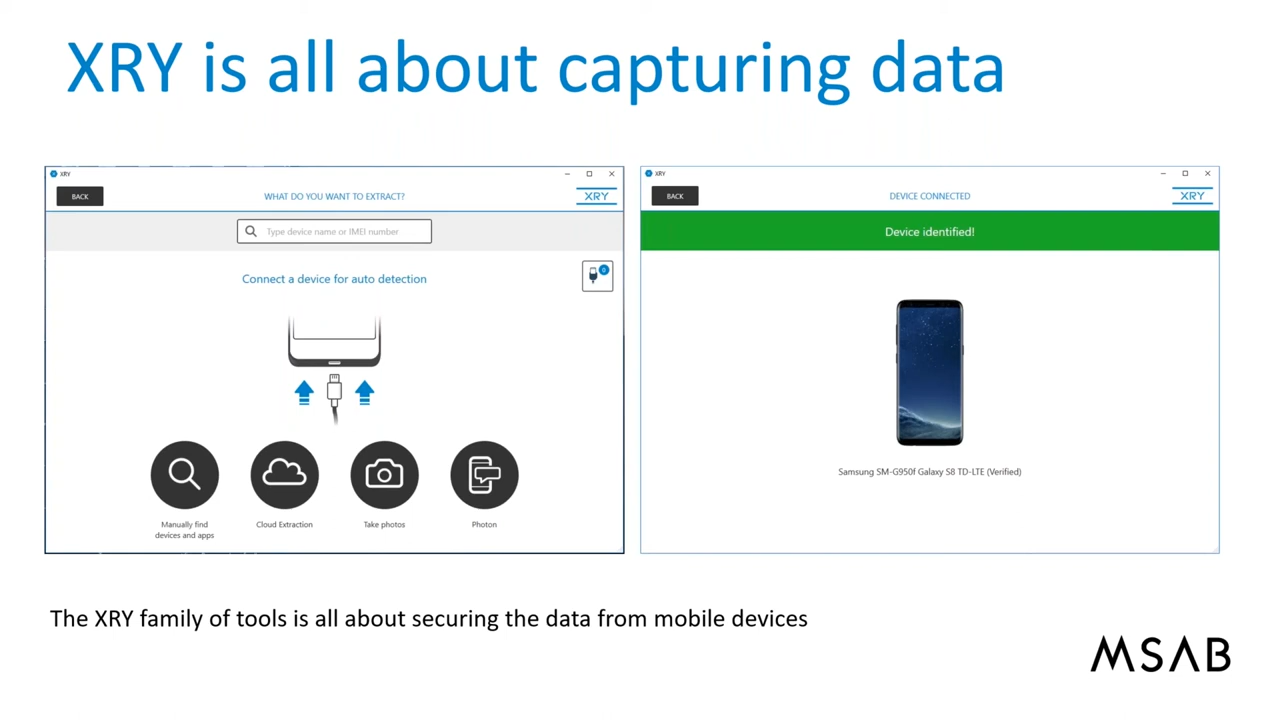 XRY is all about capturing data
XRY
BACK
WHAT DO YOU WANT TO EXTRACT?
XRY
Type device name or IMEI number
Connect a device for auto detection
0
Manually find
devices and apps
Cloud Extraction
Take photos
Photon
XRY
BACK
DEVICE CONNECTED
XRY
Device identified!
Samsung SM-G950f Galaxy S8 TD-LTE (Verified)
The XRY family of tools is all about securing the data from mobile devices
MSAB